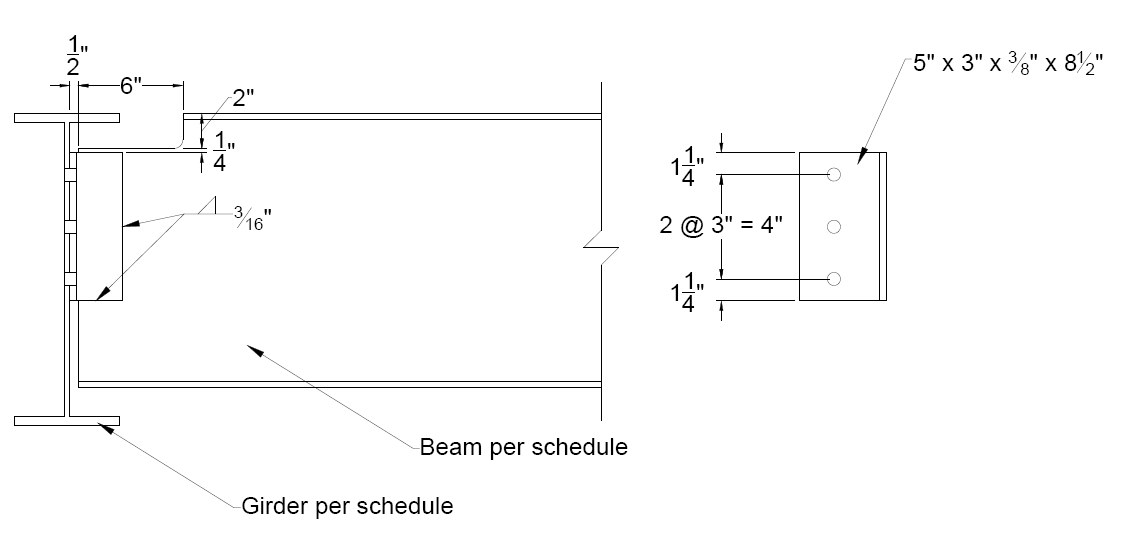 1/2"
6"
2"
1/4"
3/16"
Beam per schedule
Girder per schedule
5" x 3" x 3/8" x 8 1/2"
1 1/4"
2 @ 3" = 4"
1 1/4"